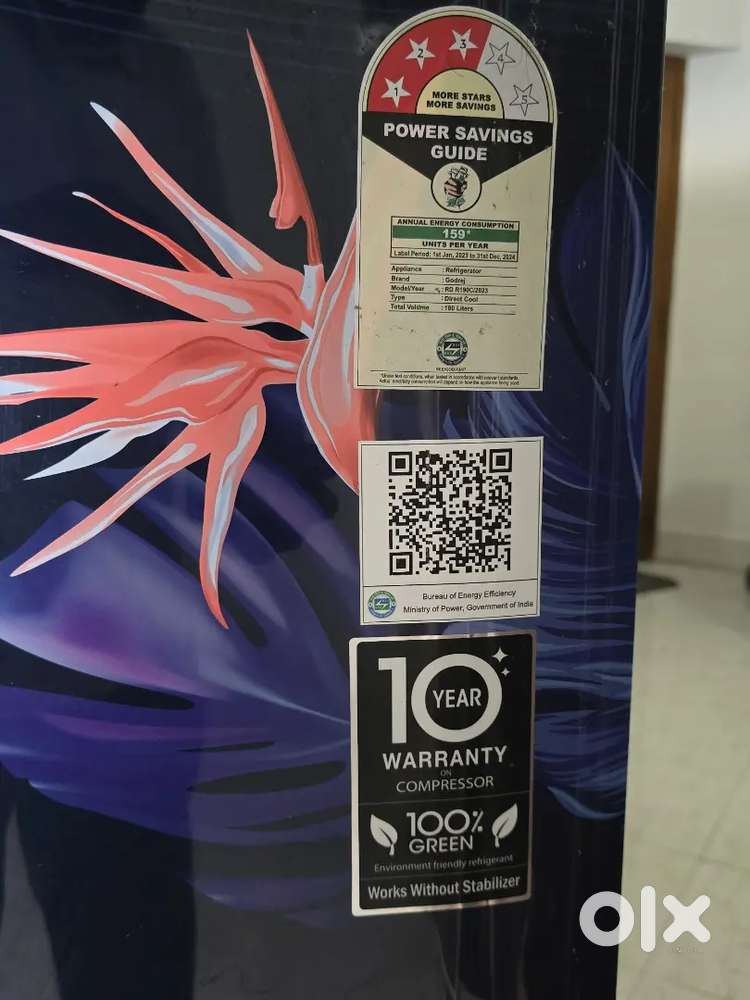 1 2 3 4 5
MORE STARS
MORE SAVINGS
POWER SAVINGS
GUIDE
ANNUAL ENERGY CONSUMPTION
159*
UNITS PER YEAR
Label Period: 1st Jan, 2023 to 31st Dec, 2024
Appliance : Refrigerator
Brand : Godrej
Model/Year : RD R190C/2023
Type : Direct Cool
Total Volume : 180 Liters
Bureau of Energy Efficiency
Ministry of Power, Government of India
10
YEAR
WARRANTY
ON
COMPRESSOR
100%
GREEN
Environment friendly refrigerant
Works Without Stabilizer
olx